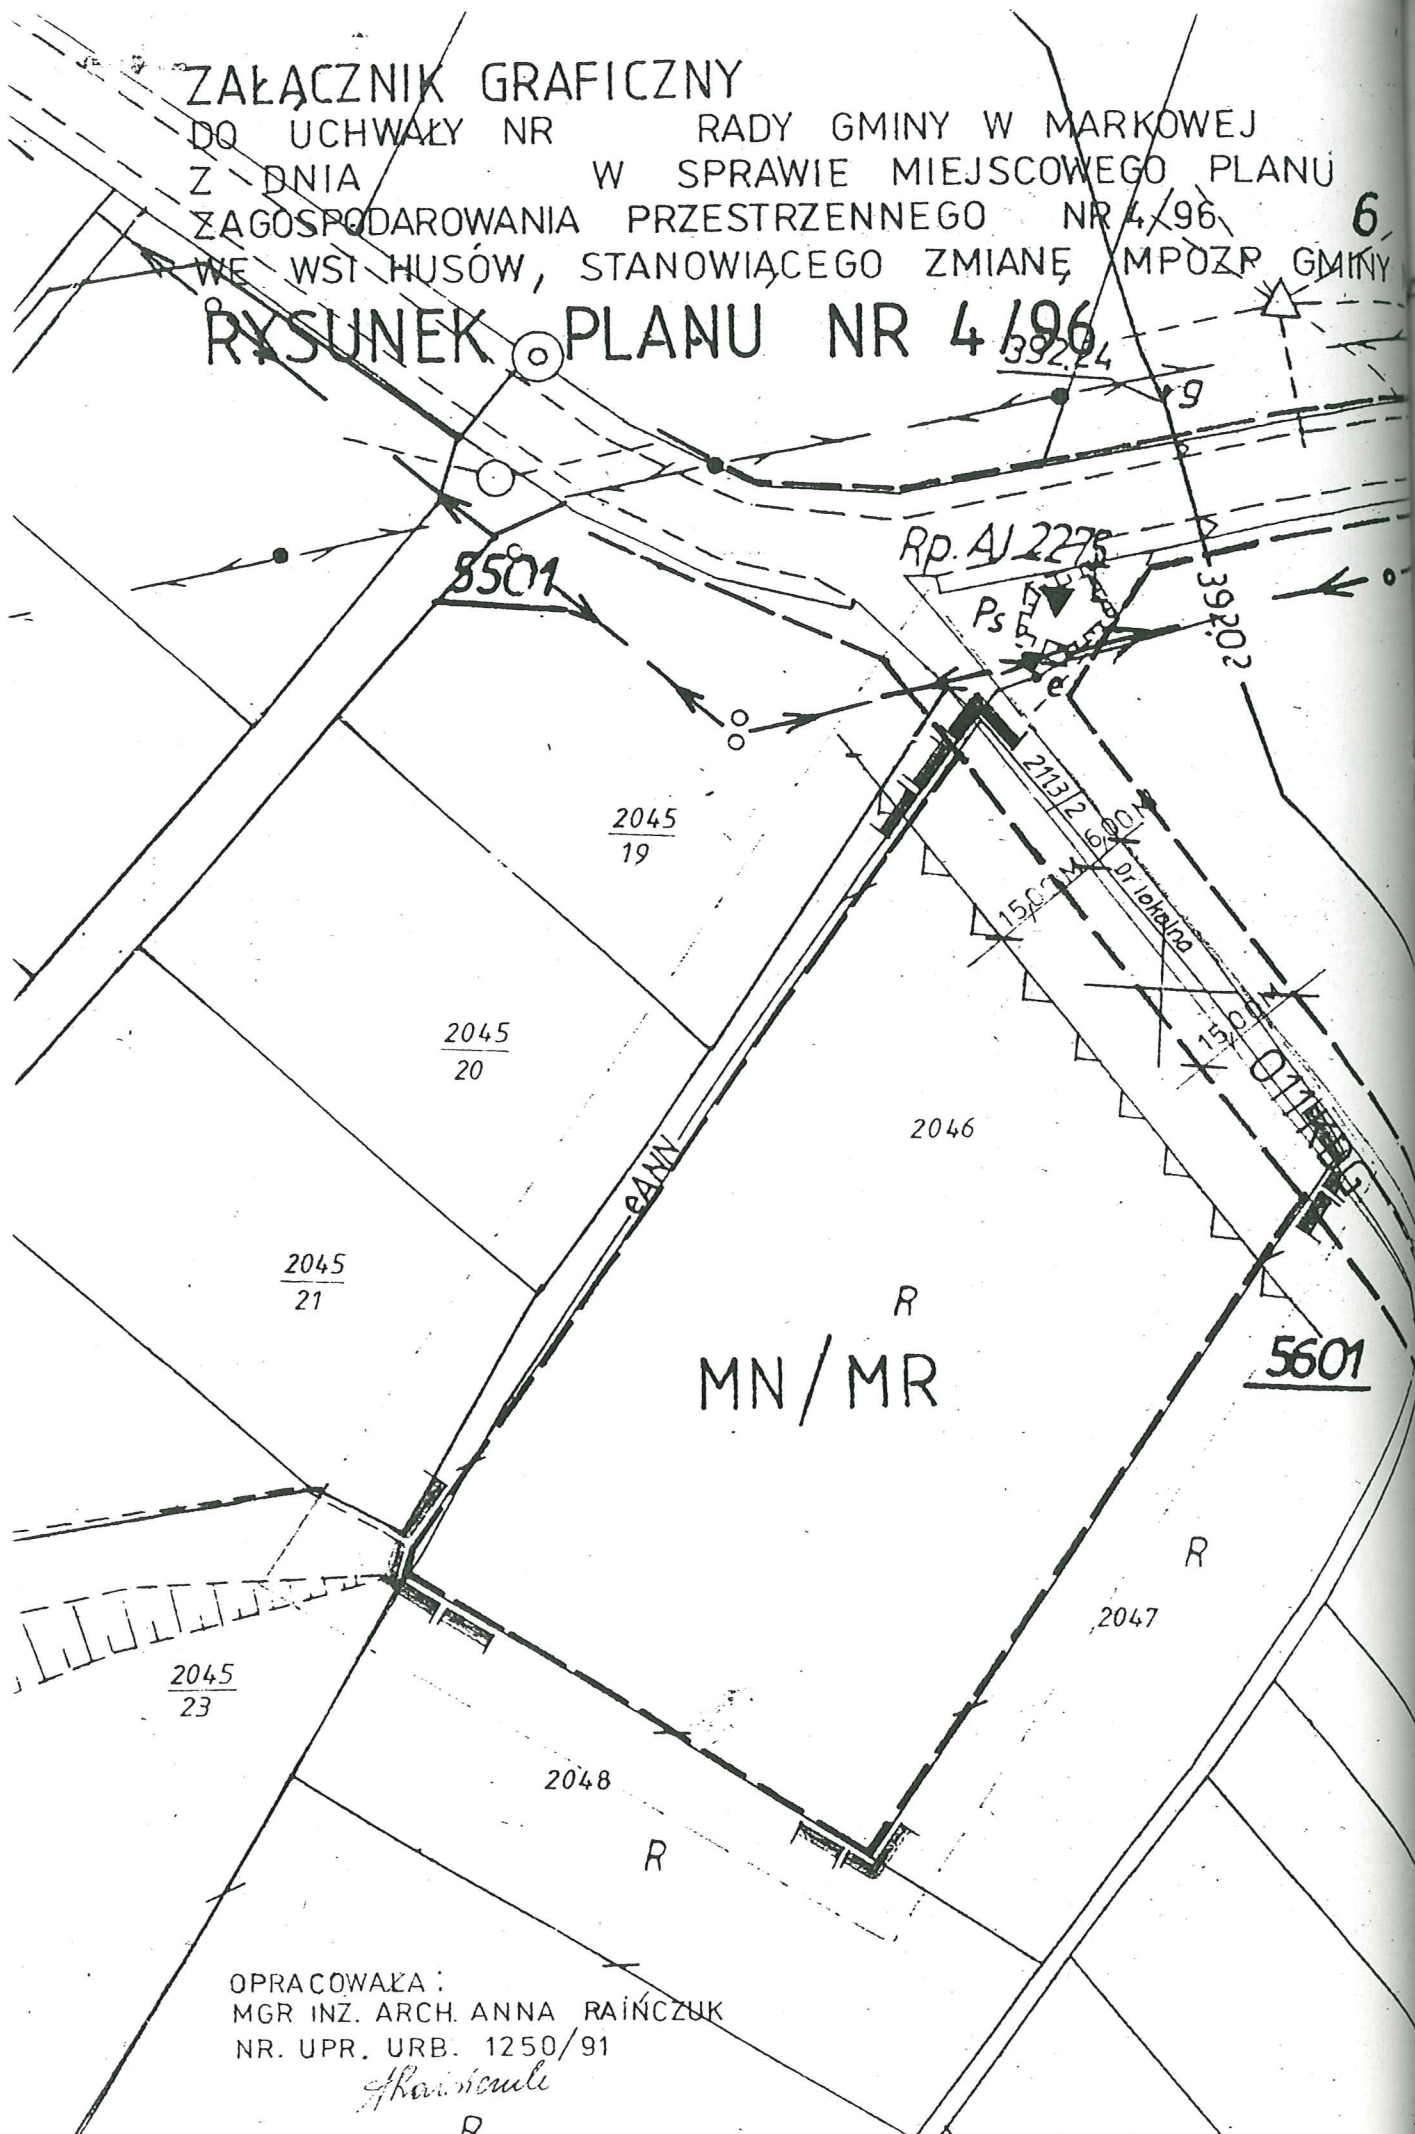 ZAŁĄCZNIK GRAFICZNY
DO UCHWAŁY NR RADY GMINY W MARKOWEJ
Z DNIA W SPRAWIE MIEJSCOWEGO PLANU
ZAGOSPODAROWANIA PRZESTRZENNEGO NR 4/96
6
WE WSI HUSÓW, STANOWIĄCEGO ZMIANĘ MPOZP GMINY
RYSUNEK PLANU NR 4/96
392.24
g
Rp. AJ 2275
5501
Ps
392,02
e
2113/2
6,00 M
2045
19
15,00 M
Dr lokalna
2045
20
15,00
011KDG
2046
eANN
2045
21
R
MN/MR
5601
R
2047
2045
23
2048
R
OPRACOWAŁA:
MGR INŻ. ARCH. ANNA RAIŃCZUK
NR. UPR. URB. 1250/91
R